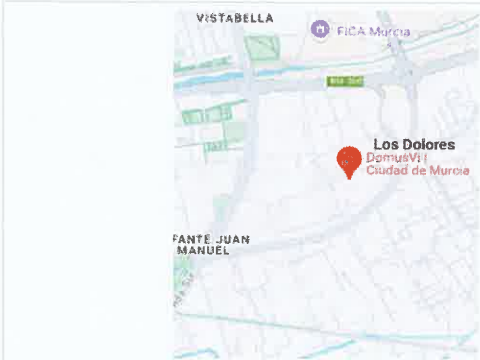 VISTABELLA
FICA Murcia
Los Dolores
DomusVi |
Ciudad de Murcia
FANTE JUAN
MANUEL